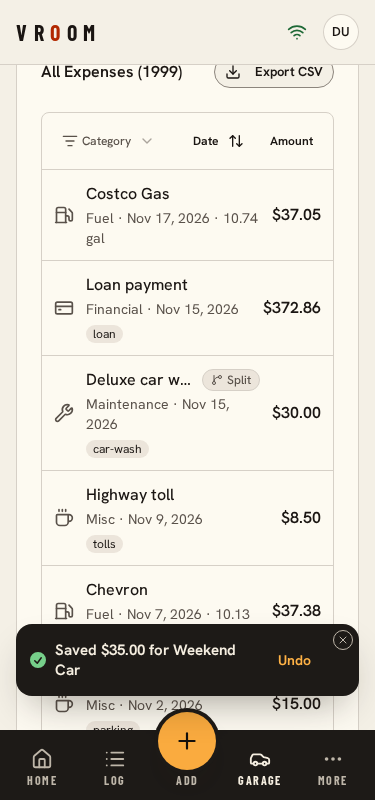 VROOM
DU
All Expenses (1999)
Export CSV
Category
Date
Amount
Costco Gas
Fuel · Nov 17, 2026 · 10.74
gal
$37.05
Loan payment
Financial · Nov 15, 2026
loan
$372.86
Deluxe car w...
Split
Maintenance · Nov 15,
2026
car-wash
$30.00
Highway toll
Misc · Nov 9, 2026
tolls
$8.50
Chevron
Fuel · Nov 7, 2026 · 10.13
$37.38
Saved $35.00 for Weekend
Car
Undo
Misc · Nov 2, 2026
$15.00
parking
HOME
LOG
ADD
GARAGE
MORE